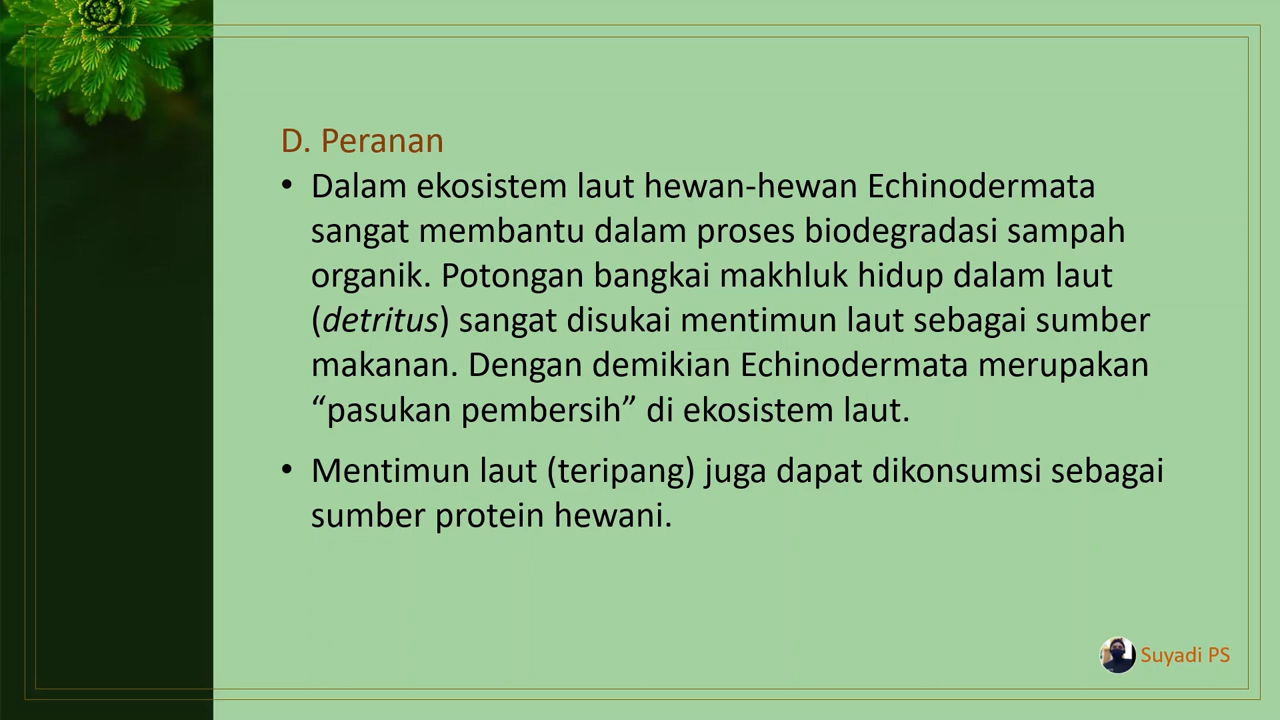 D. Peranan
• Dalam ekosistem laut hewan-hewan Echinodermata
sangat membantu dalam proses biodegradasi sampah
organik. Potongan bangkai makhluk hidup dalam laut
(detritus) sangat disukai mentimun laut sebagai sumber
makanan. Dengan demikian Echinodermata merupakan
“pasukan pembersih” di ekosistem laut.
• Mentimun laut (teripang) juga dapat dikonsumsi sebagai
sumber protein hewani.
Suyadi PS